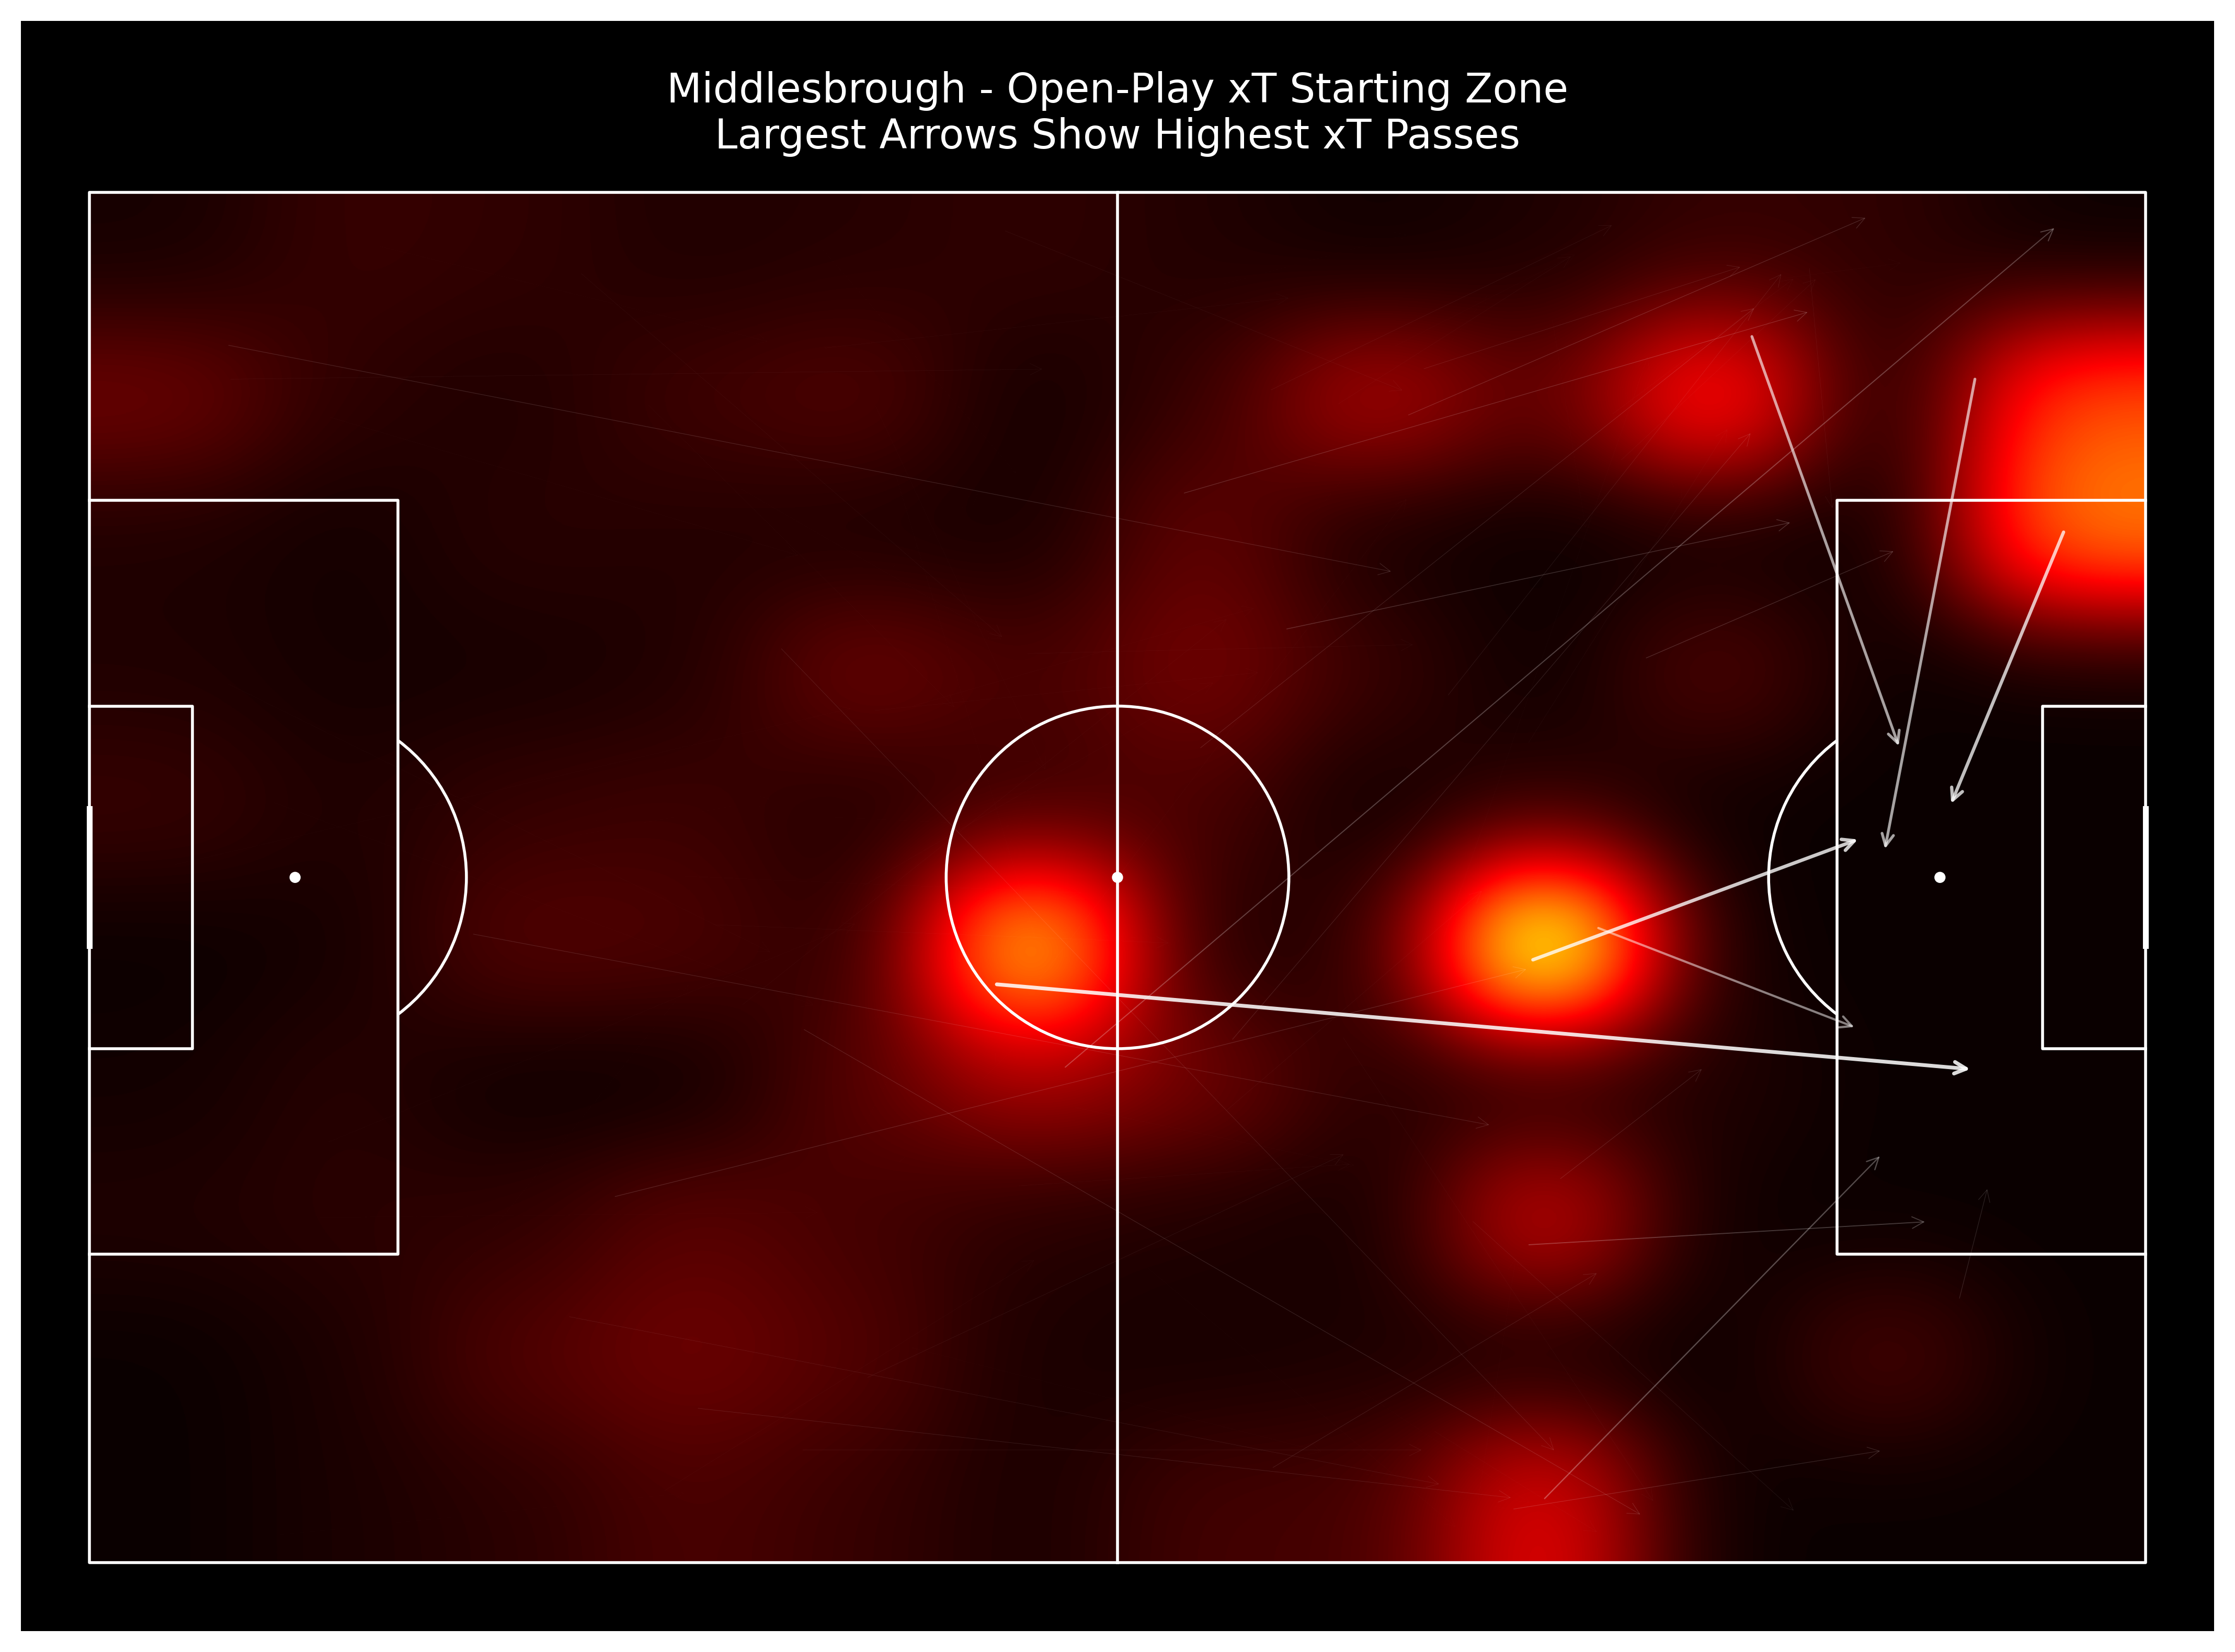 Middlesbrough - Open-Play xT Starting Zone
Largest Arrows Show Highest xT Passes